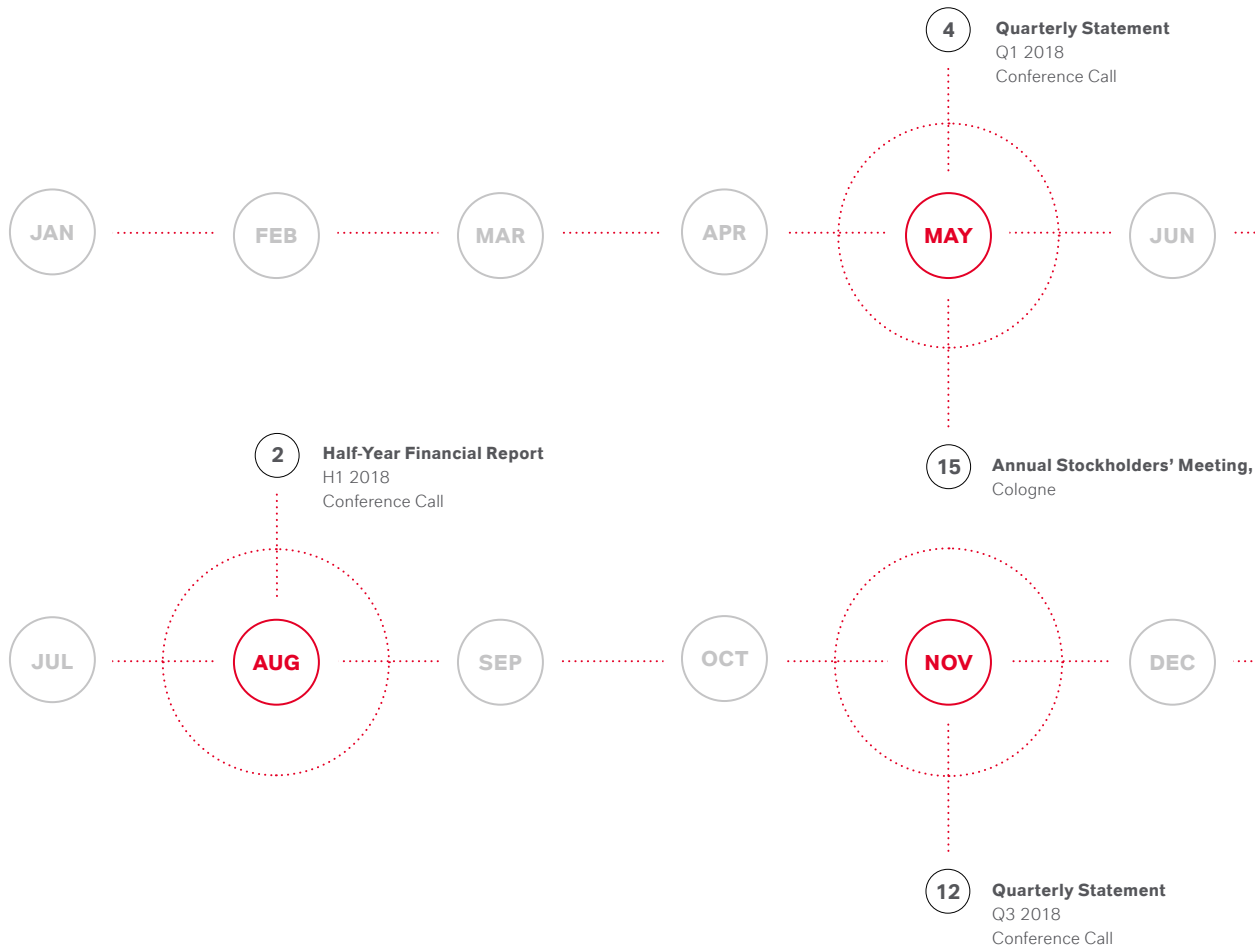 4
Quarterly Statement
Q1 2018
Conference Call
JAN
FEB
MAR
APR
MAY
JUN
15
Annual Stockholders’ Meeting,
Cologne
2
Half-Year Financial Report
H1 2018
Conference Call
JUL
AUG
SEP
OCT
NOV
DEC
12
Quarterly Statement
Q3 2018
Conference Call